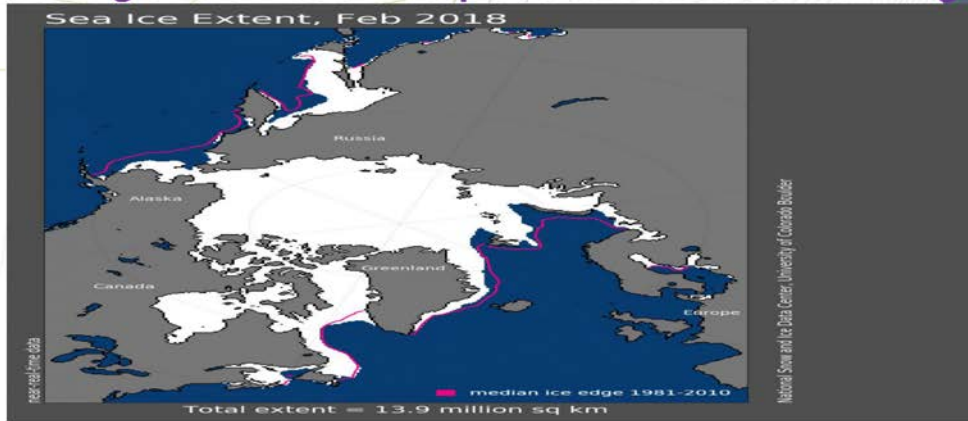 Sea Ice Extent, Feb 2018
Russia
Alaska
Greenland
Canada
Europe
near-real-time data
National Snow and Ice Data Center, University of Colorado Boulder
median ice edge 1981-2010
Total extent = 13.9 million sq km